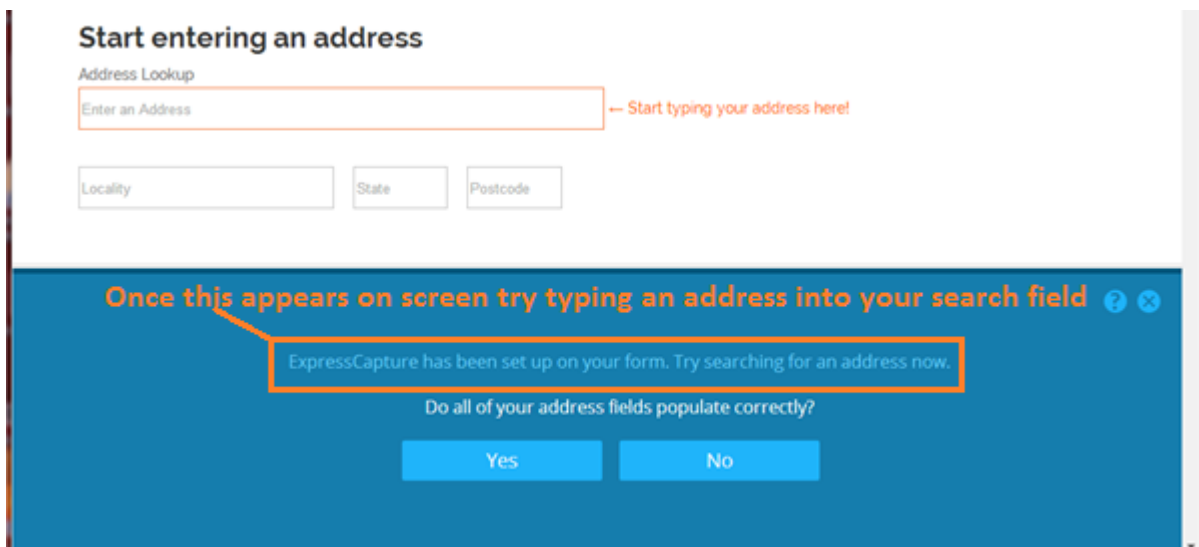 Start entering an address
Address Lookup
Enter an Address
← Start typing your address here!
Locality
State
Postcode
Once this appears on screen try typing an address into your search field
?
ExpressCapture has been set up on your form. Try searching for an address now.
Do all of your address fields populate correctly?
Yes
No